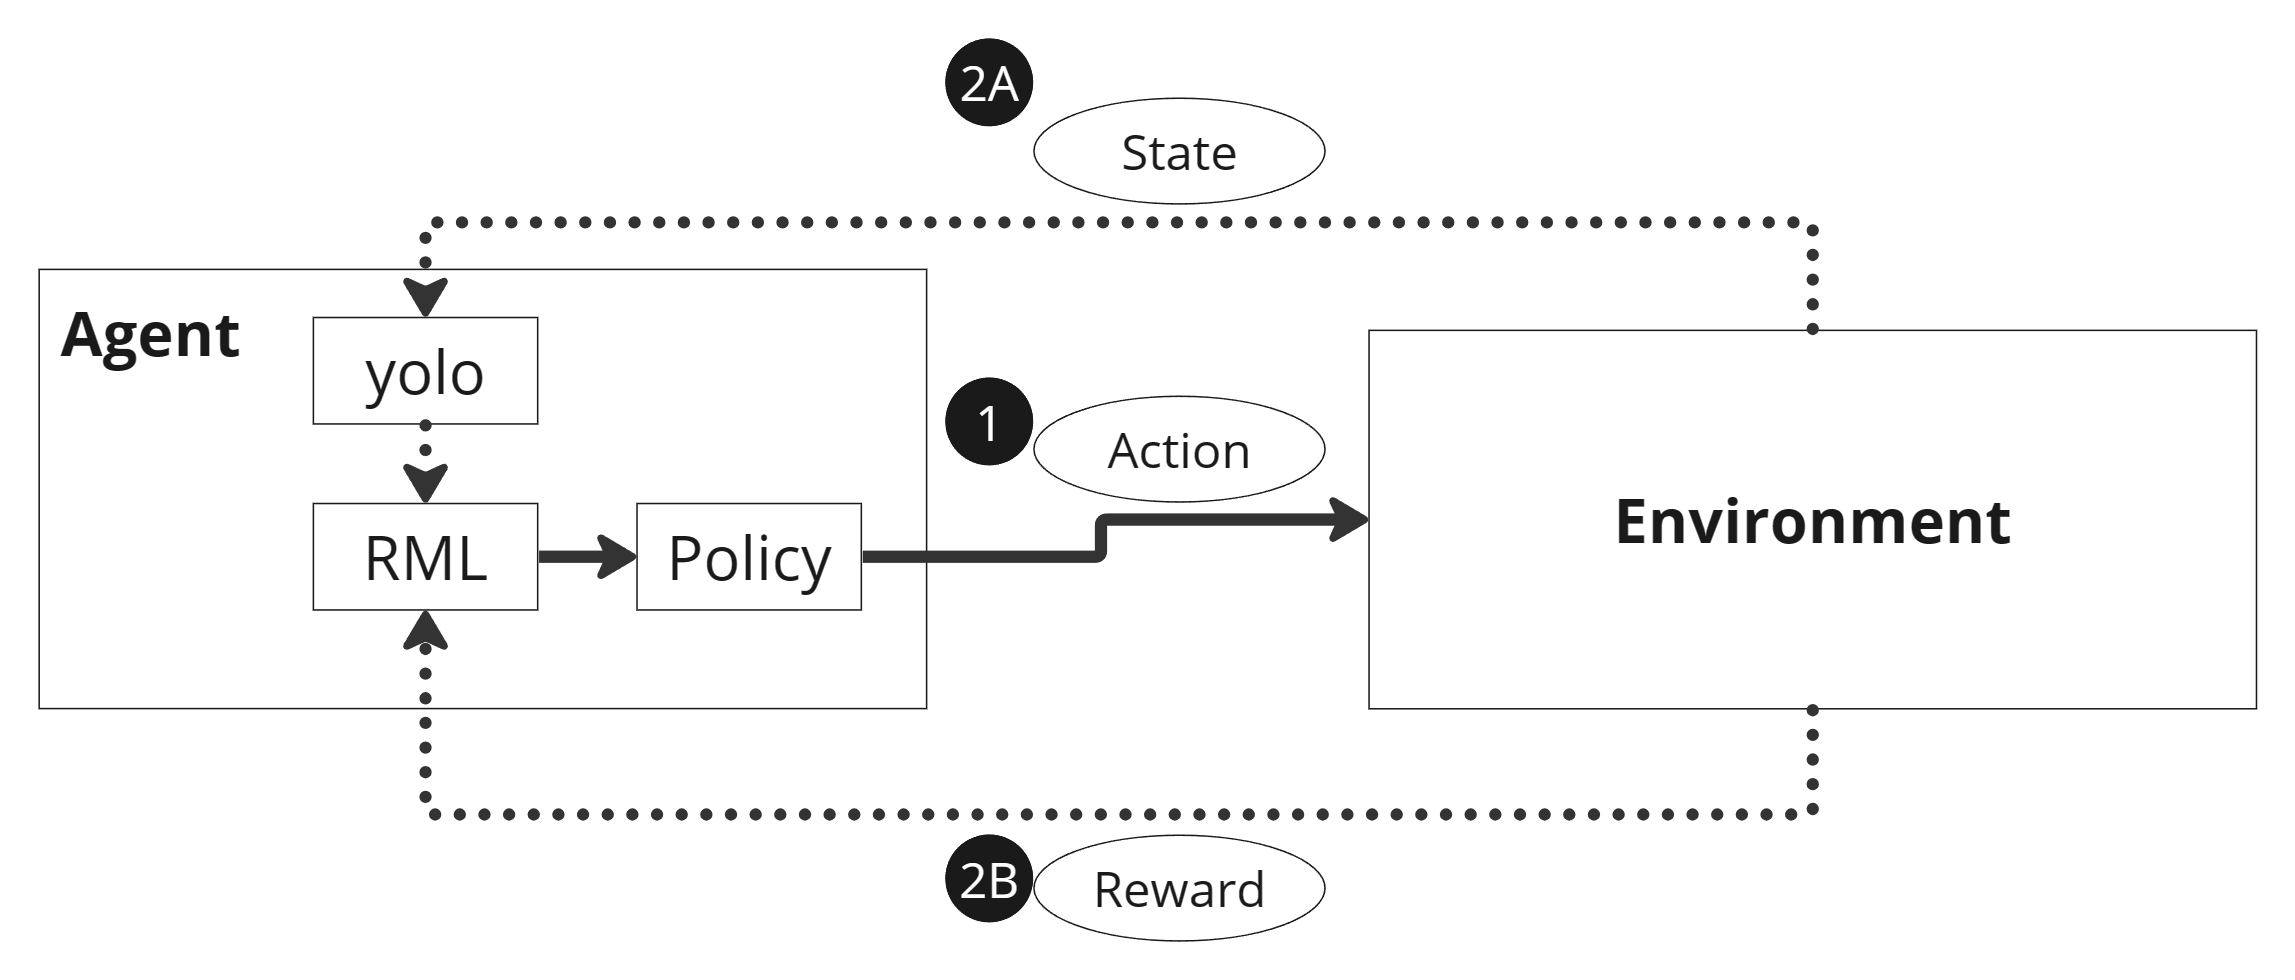 2A
State
Agent
yolo
1
Action
RML
Policy
Environment
2B
Reward